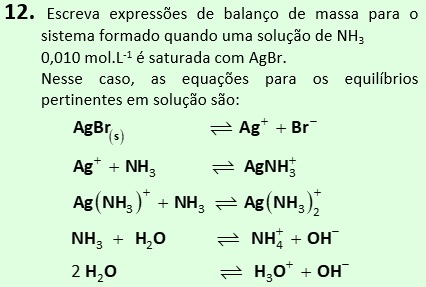 12. Escreva expressões de balanço de massa para o
sistema formado quando uma solução de NH₃
0,010 mol.L⁻¹ é saturada com AgBr.
Nesse caso, as equações para os equilíbrios
pertinentes em solução são:
AgBr₍s₎ ⇌ Ag⁺ + Br⁻
Ag⁺ + NH₃ ⇌ AgNH₃⁺
Ag(NH₃)⁺ + NH₃ ⇌ Ag(NH₃)₂⁺
NH₃ + H₂O ⇌ NH₄⁺ + OH⁻
2 H₂O ⇌ H₃O⁺ + OH⁻